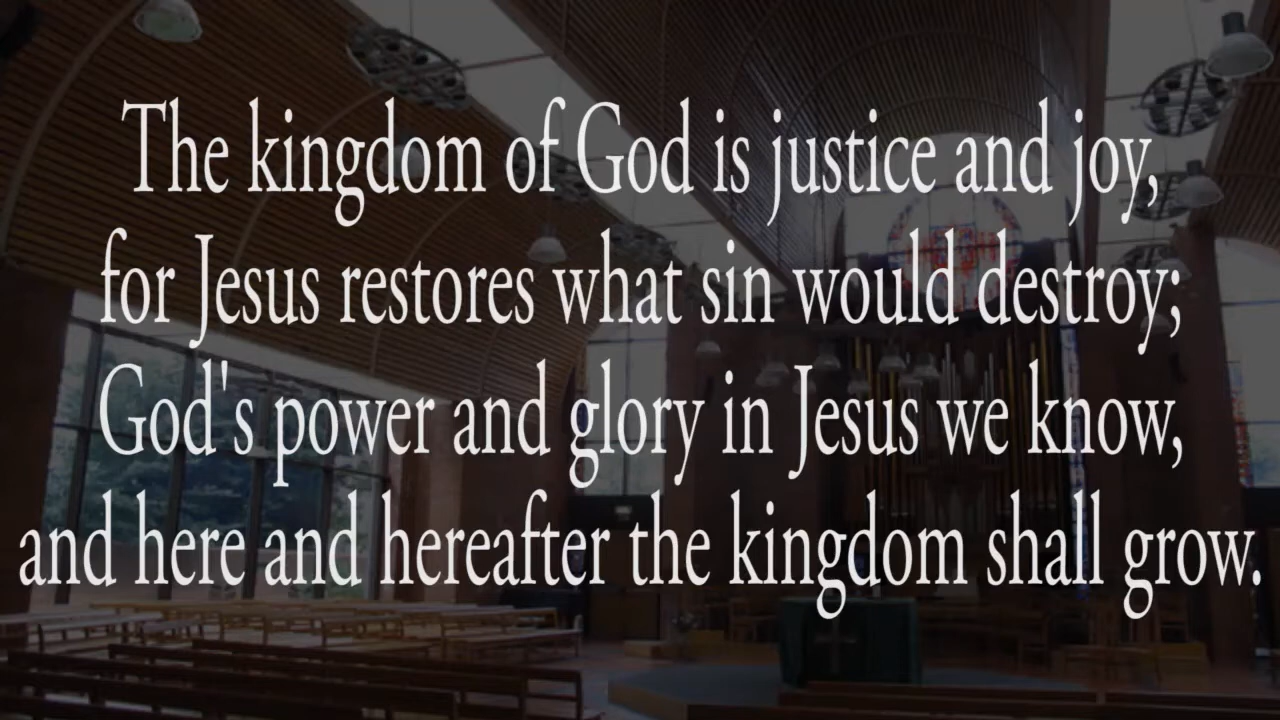 The kingdom of God is justice and joy,
for Jesus restores what sin would destroy;
God's power and glory in Jesus we know,
and here and hereafter the kingdom shall grow.